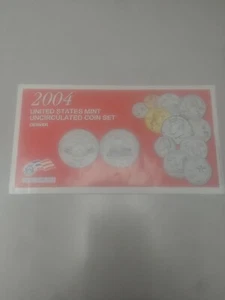 2004
UNITED STATES MINT
UNCIRCULATED COIN SET